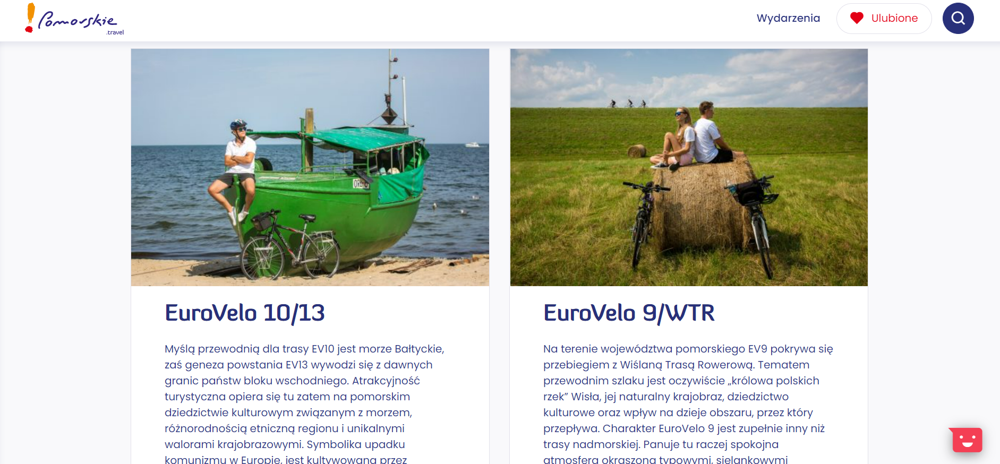 Pomorskie
.travel
Wydarzenia
Ulubione
EuroVelo 10/13
Myślą przewodnią dla trasy EV10 jest morze Bałtyckie,
zaś geneza powstania EV13 wywodzi się z dawnych
granic państw bloku wschodniego. Atrakcyjność
turystyczna opiera się tu zatem na pomorskim
dziedzictwie kulturowym związanym z morzem,
różnorodnością etniczną regionu i unikalnymi
walorami krajobrazowymi. Symbolika upadku
komunizmu w Europie, jest kultywowana przez
EuroVelo 9/WTR
Na terenie województwa pomorskiego EV9 pokrywa się
przebiegiem z Wiślaną Trasą Rowerową. Tematem
przewodnim szlaku jest oczywiście „królowa polskich
rzek” Wisła, jej naturalny krajobraz, dziedzictwo
kulturowe oraz wpływ na dzieje obszaru, przez który
przepływa. Charakter EuroVelo 9 jest zupełnie inny niż
trasy nadmorskiej. Panuje tu raczej spokojna
atmosfera okraszona typowymi, sielankowymi